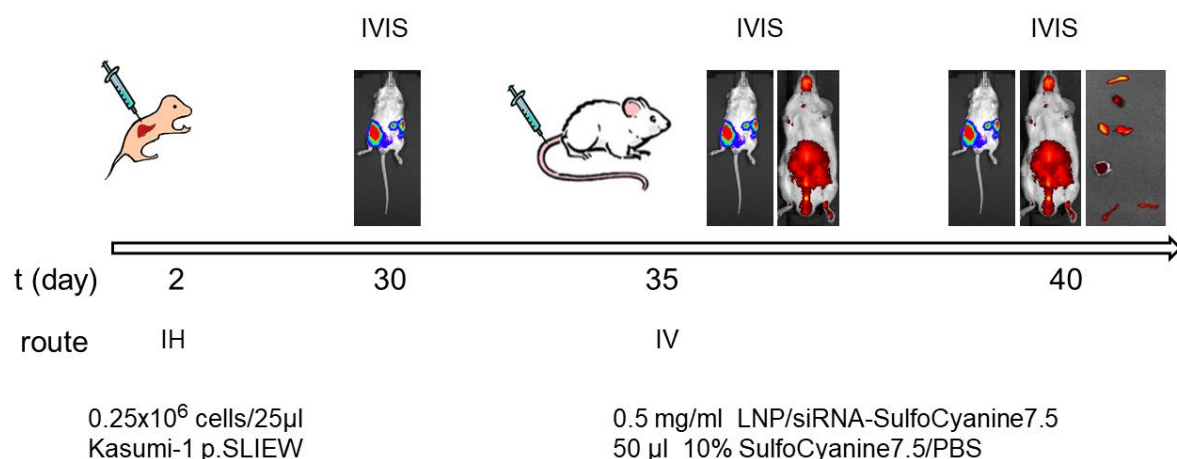 IVIS IVIS IVIS
t (day) 2 30 35 40
route IH IV
0.25x10⁶ cells/25µl 0.5 mg/ml LNP/siRNA-SulfoCyanine7.5
Kasumi-1 p.SLIEW 50 µl 10% SulfoCyanine7.5/PBS